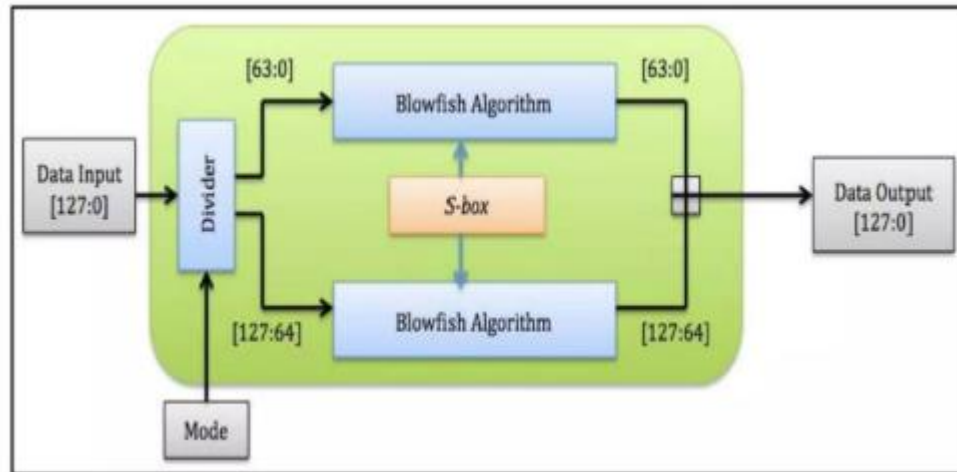 [63:0]
[63:0]
Blowfish Algorithm
Data Input
[127:0]
Divider
S-box
Data Output
[127:0]
Blowfish Algorithm
[127:64]
[127:64]
Mode